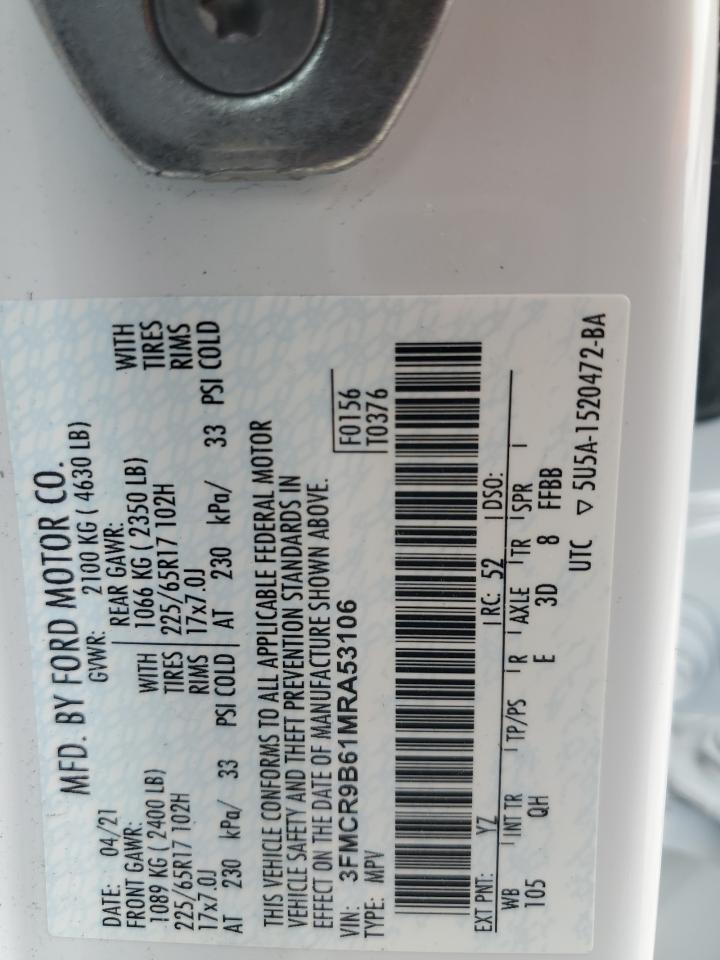 MFD. BY FORD MOTOR CO.
DATE: 04/21 GVWR: 2100 KG ( 4630 LB)
FRONT GAWR: REAR GAWR:
1089 KG ( 2400 LB) WITH 1066 KG ( 2350 LB) WITH
225/65R17 102H TIRES 225/65R17 102H TIRES
17x7.0J RIMS 17x7.0J RIMS
AT 230 kPa/ 33 PSI COLD AT 230 kPa/ 33 PSI COLD
THIS VEHICLE CONFORMS TO ALL APPLICABLE FEDERAL MOTOR
VEHICLE SAFETY AND THEFT PREVENTION STANDARDS IN
EFFECT ON THE DATE OF MANUFACTURE SHOWN ABOVE.
VIN: 3FMCR9B61MRA53106 F0156
TYPE: MPV T0376
EXT PNT: YZ RC: 52 DSO:
WB INT TR TP/PS R AXLE TR SPR
105 QH E 3D 8 FFBB
UTC ▽ 5U5A-1520472-BA